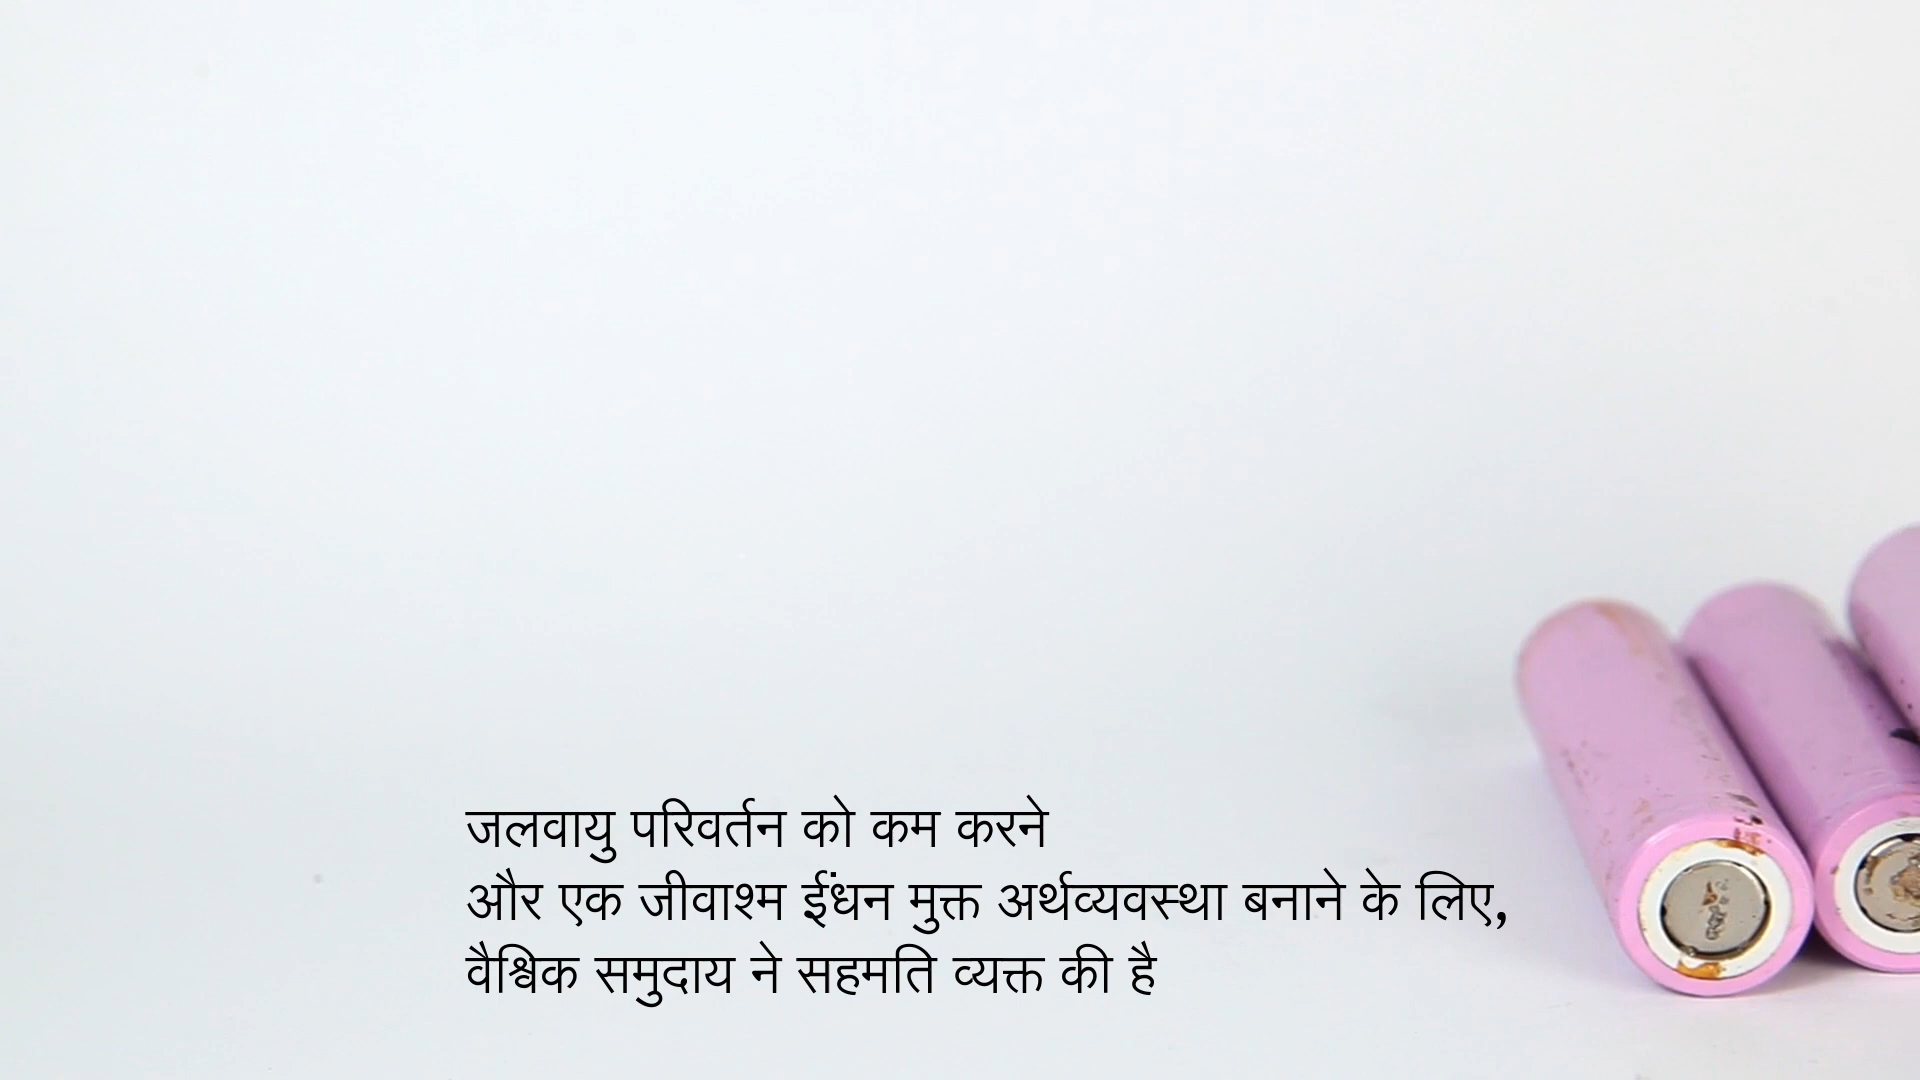 जलवायु परिवर्तन को कम करने
और एक जीवाश्म ईंधन मुक्त अर्थव्यवस्था बनाने के लिए,
वैश्विक समुदाय ने सहमति व्यक्त की है